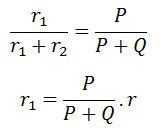 r₁ / (r₁ + r₂) = P / (P + Q)
r₁ = P / (P + Q) . r